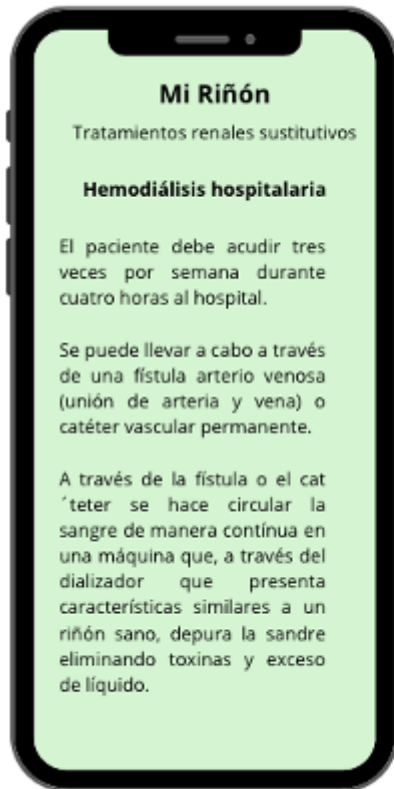 Mi Riñón
Tratamientos renales sustitutivos
Hemodiálisis hospitalaria
El paciente debe acudir tres
veces por semana durante
cuatro horas al hospital.
Se puede llevar a cabo a través
de una fístula arterio venosa
(unión de arteria y vena) o
catéter vascular permanente.
A través de la fístula o el cat
´teter se hace circular la
sangre de manera contínua en
una máquina que, a través del
dializador que presenta
características similares a un
riñón sano, depura la sandre
eliminando toxinas y exceso
de líquido.